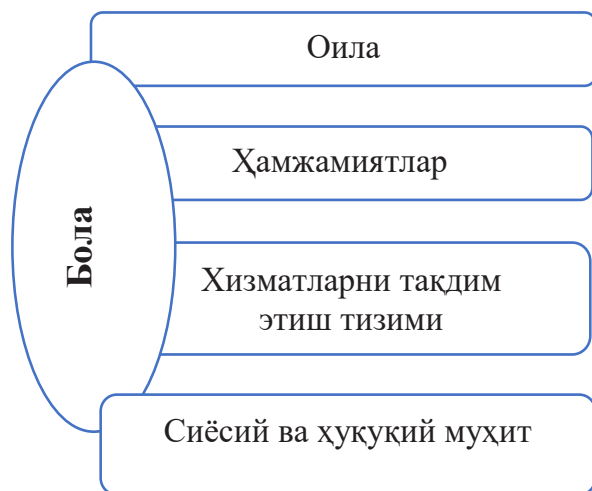 Оила
Ҳамжамиятлар
Бола
Хизматларни тақдим
этиш тизими
Сиёсий ва ҳуқуқий муҳит